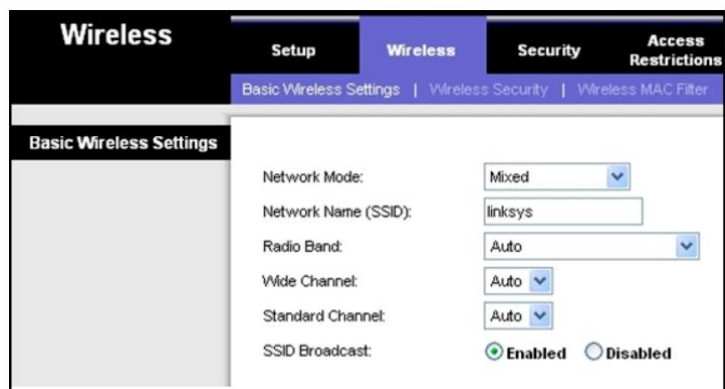 Wireless
Setup
Wireless
Security
Access
Restrictions
Basic Wireless Settings | Wireless Security | Wireless MAC Filter
Basic Wireless Settings
Network Mode: Mixed
Network Name (SSID): linksys
Radio Band: Auto
Wide Channel: Auto
Standard Channel: Auto
SSID Broadcast: Enabled Disabled